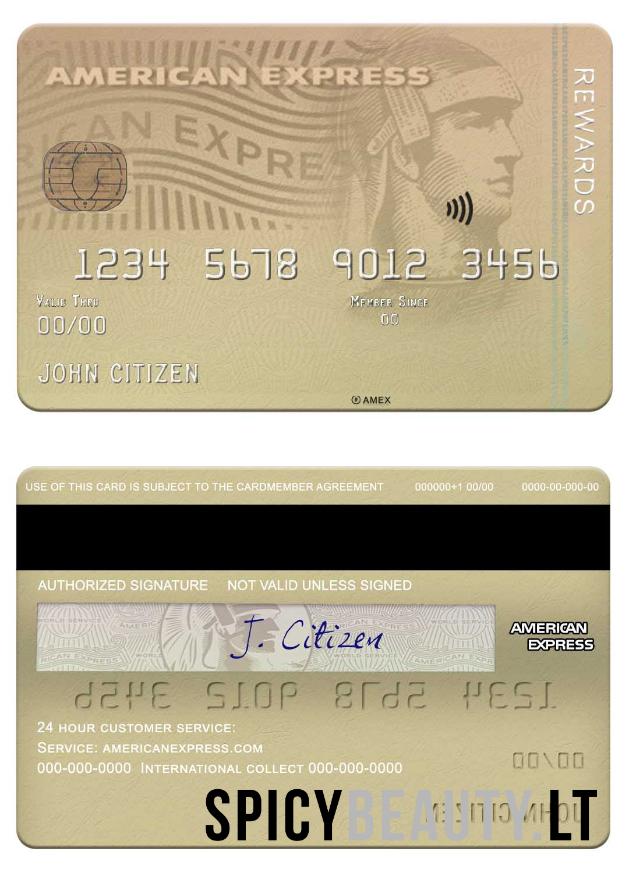 AMERICAN EXPRESS
REWARDS
RICAN EXPRE
1234 5678 9012 3456
Valid Thru
Member Since
00/00
00
JOHN CITIZEN
AMEX
USE OF THIS CARD IS SUBJECT TO THE CARDMEMBER AGREEMENT 000000+1 00/00 0000-00-000-00
AUTHORIZED SIGNATURE NOT VALID UNLESS SIGNED
J. Citizen
AMERICAN
EXPRESS
1234 5678 9012 3456
24 HOUR CUSTOMER SERVICE:
SERVICE: AMERICANEXPRESS.COM
00/00
000-000-0000 INTERNATIONAL COLLECT 000-000-0000
JOHN CITIZEN
SPICYBEAUTY.LT